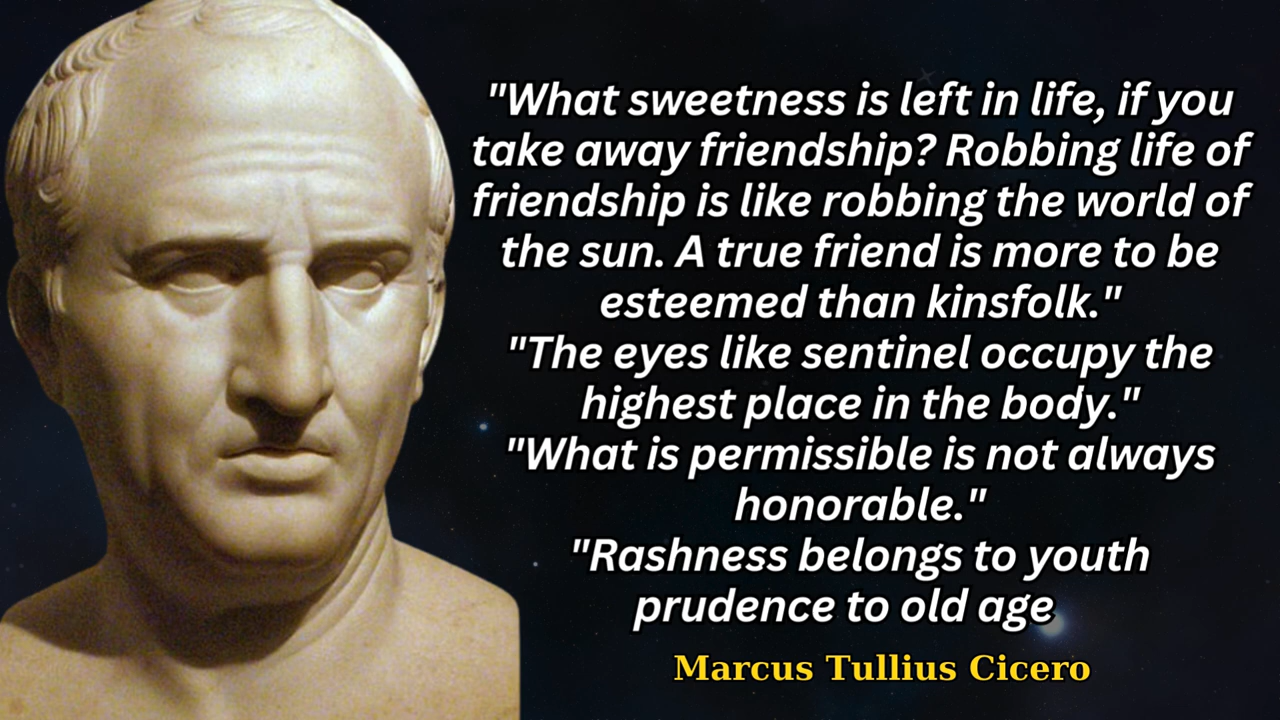 "What sweetness is left in life, if you
take away friendship? Robbing life of
friendship is like robbing the world of
the sun. A true friend is more to be
esteemed than kinsfolk."
"The eyes like sentinel occupy the
highest place in the body."
"What is permissible is not always
honorable."
"Rashness belongs to youth
prudence to old age
Marcus Tullius Cicero